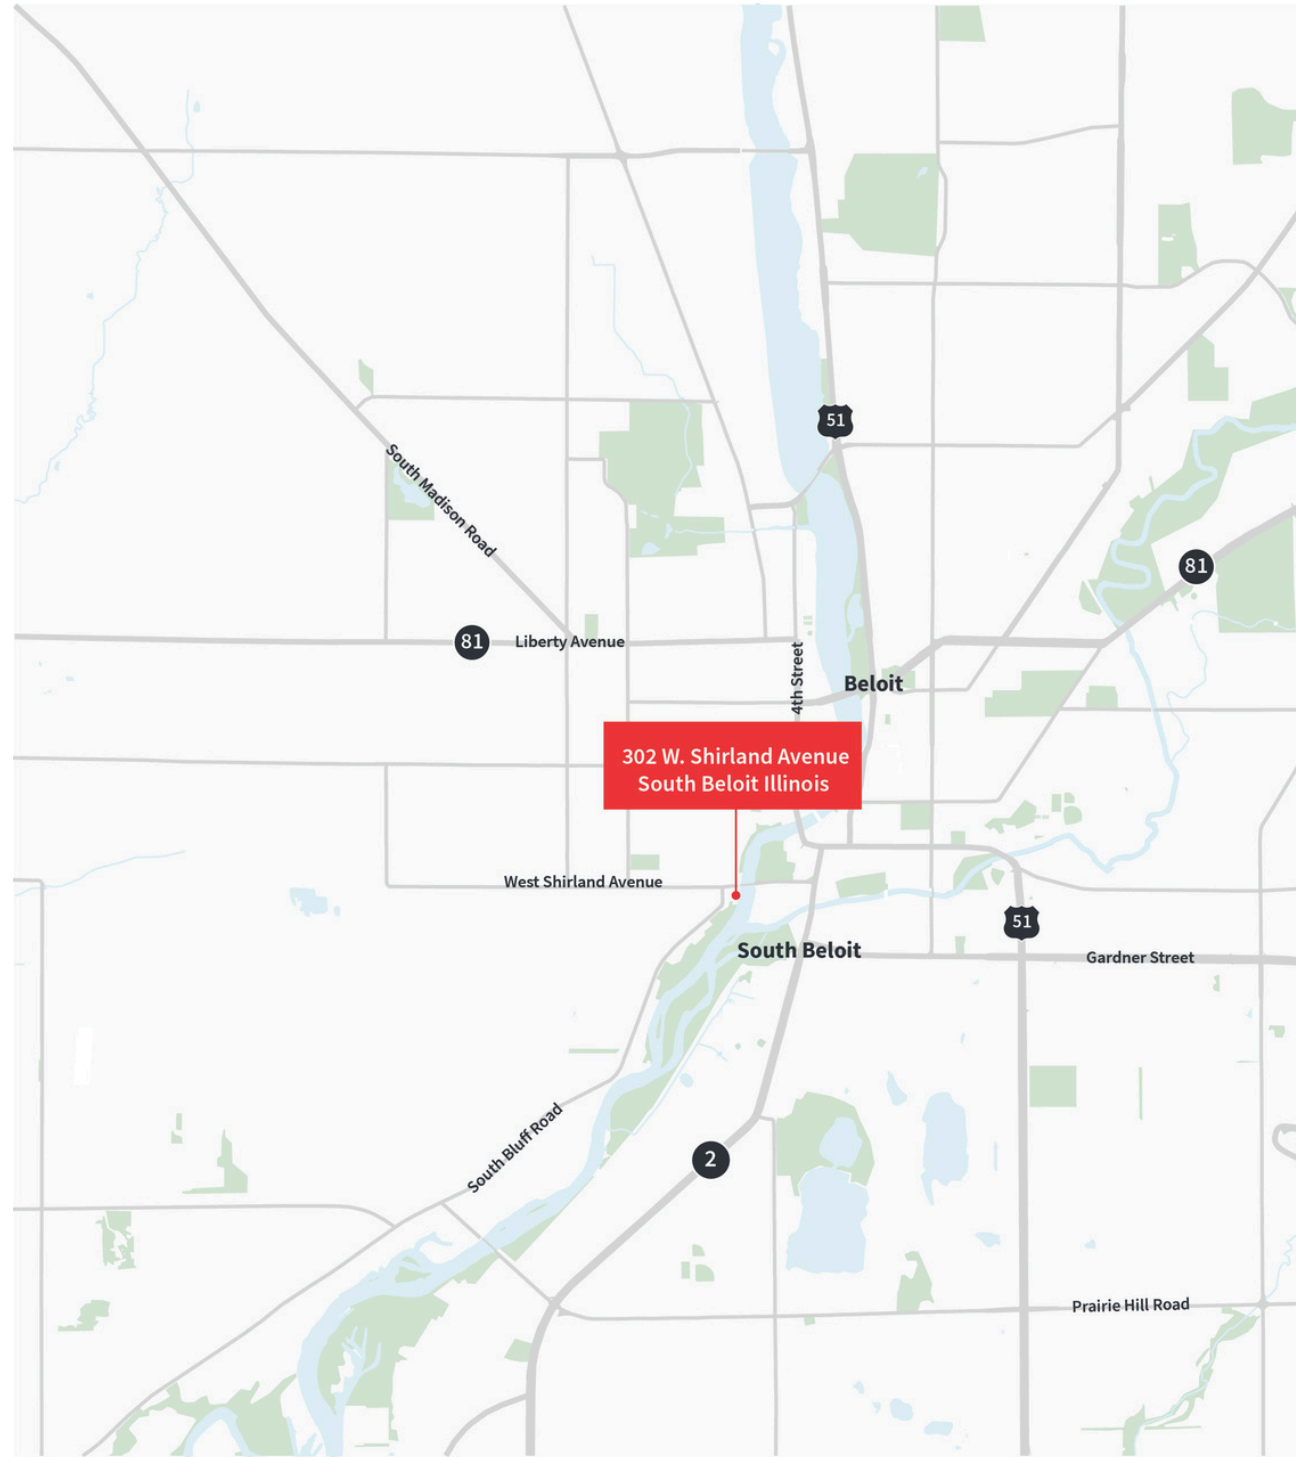 51
South Madison Road
81
81
Liberty Avenue
4th Street
Beloit
302 W. Shirland Avenue
South Beloit Illinois
West Shirland Avenue
51
South Beloit
Gardner Street
South Bluff Road
2
Prairie Hill Road